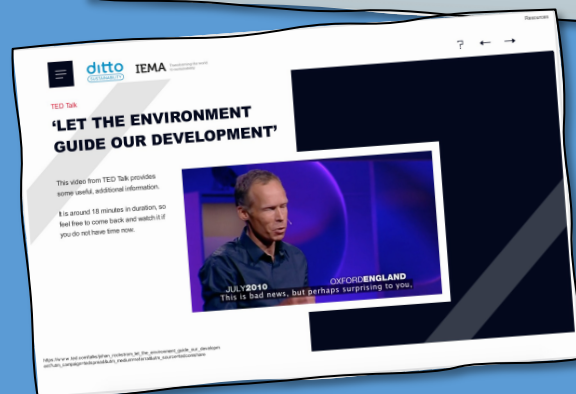 Resources
? ← →
ditto
SUSTAINABILITY
IEMA
TED Talk
‘LET THE ENVIRONMENT
GUIDE OUR DEVELOPMENT’
This video from TED Talk provides
some useful, additional information.
It is around 18 minutes in duration, so
feel free to come back and watch it if
you do not have time now.
JULY2010
OXFORDENGLAND
This is bad news, but perhaps surprising to you,